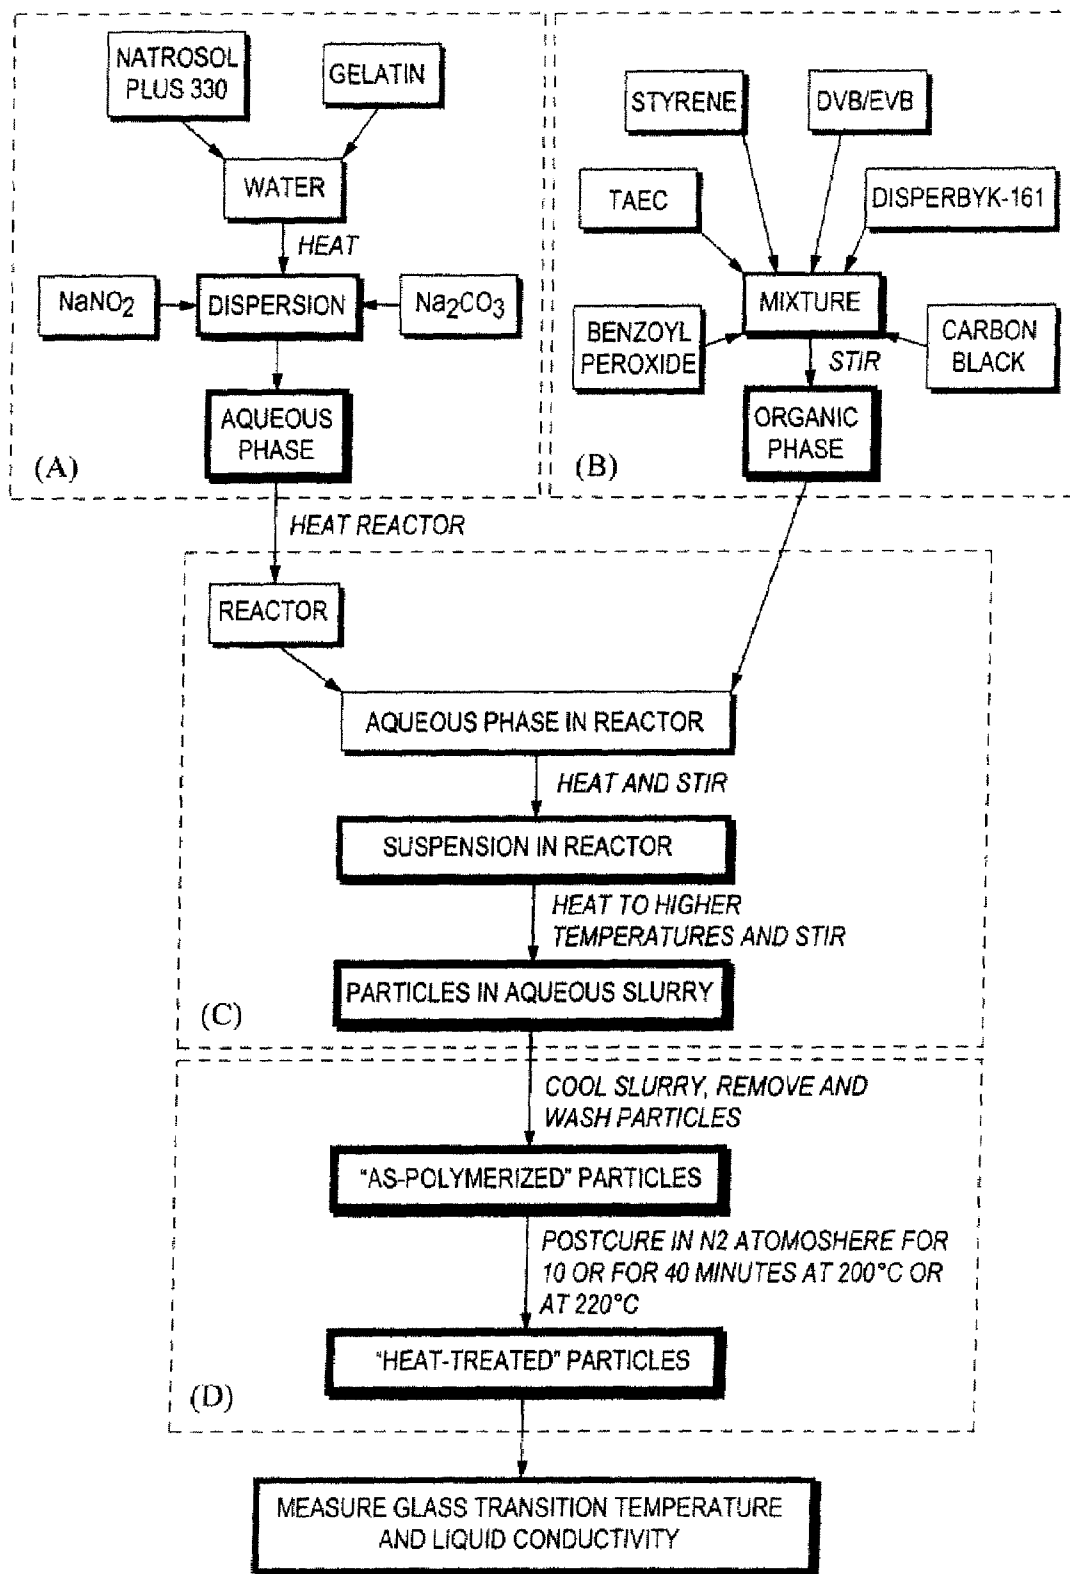 NATROSOL
PLUS 330
GELATIN
WATER
HEAT
NaNO2
DISPERSION
Na2CO3
AQUEOUS
PHASE
(A)
STYRENE
DVB/EVB
TAEC
DISPERBYK-161
MIXTURE
BENZOYL
PEROXIDE
CARBON
BLACK
STIR
ORGANIC
PHASE
(B)
HEAT REACTOR
REACTOR
AQUEOUS PHASE IN REACTOR
HEAT AND STIR
SUSPENSION IN REACTOR
HEAT TO HIGHER
TEMPERATURES AND STIR
PARTICLES IN AQUEOUS SLURRY
(C)
COOL SLURRY, REMOVE AND
WASH PARTICLES
"AS-POLYMERIZED" PARTICLES
POSTCURE IN N2 ATOMOSHERE FOR
10 OR FOR 40 MINUTES AT 200°C OR
AT 220°C
"HEAT-TREATED" PARTICLES
(D)
MEASURE GLASS TRANSITION TEMPERATURE
AND LIQUID CONDUCTIVITY